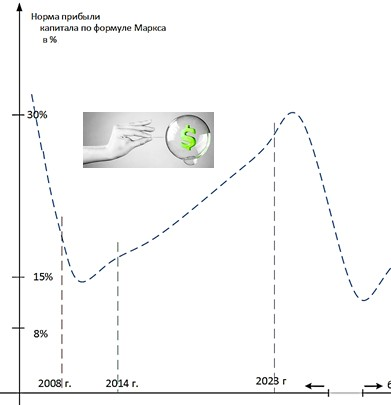 Норма прибыли
капитала по формуле Маркса
в %
30%
$
15%
8%
2008 г.
2014 г.
2023 г